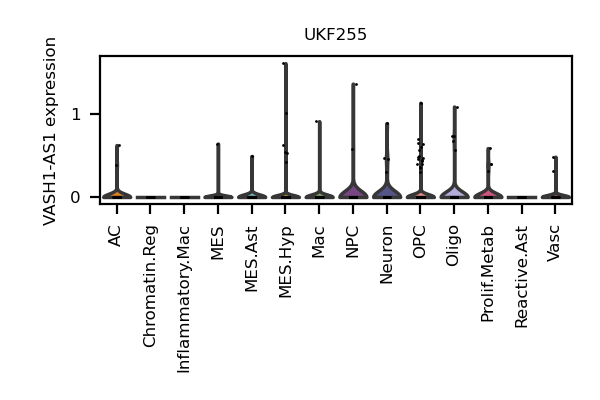 UKF255
VASH1-AS1 expression
1
0
AC
Chromatin.Reg
Inflammatory.Mac
MES
MES.Ast
MES.Hyp
Mac
NPC
Neuron
OPC
Oligo
Prolif.Metab
Reactive.Ast
Vasc